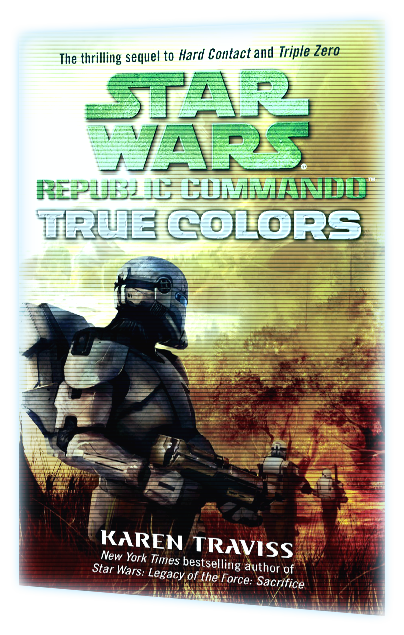 The thrilling sequel to Hard Contact and Triple Zero
STAR
WARS®
REPUBLIC COMMANDO™
TRUE COLORS
KAREN TRAVISS
New York Times bestselling author of
Star Wars: Legacy of the Force: Sacrifice